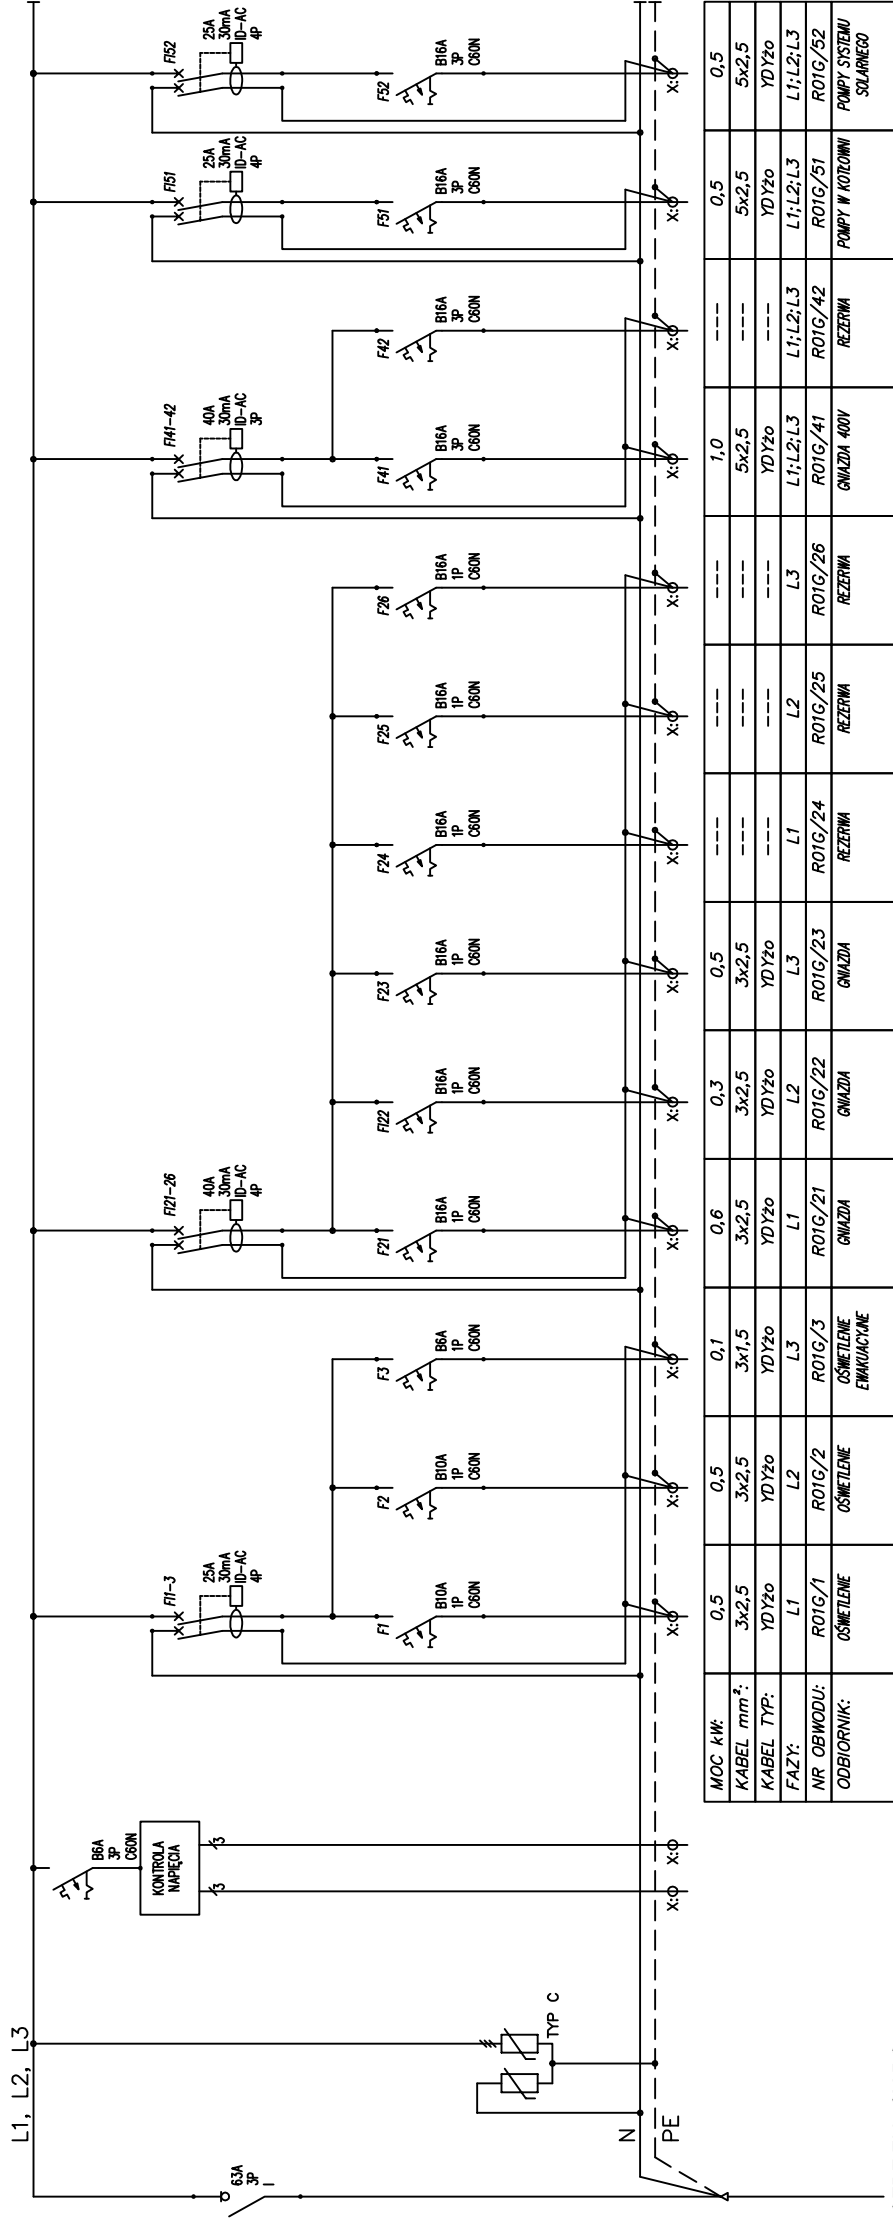 L1, L2, L3
63A
3P
N
PE
TYP C
B6A
3P
C60N
KONTROLA
NAPIĘCIA
3
3
X:
X:
FI1-3
25A
30mA
ID-AC
4P
F1
B10A
1P
C60N
X:
F2
B10A
1P
C60N
X:
F3
B6A
1P
C60N
X:
FI21-26
40A
30mA
ID-AC
4P
F21
B16A
1P
C60N
X:
FI22
B16A
1P
C60N
X:
F23
B16A
1P
C60N
X:
F24
B16A
1P
C60N
X:
F25
B16A
1P
C60N
X:
F26
B16A
1P
C60N
X:
FI41-42
40A
30mA
ID-AC
3P
F41
B16A
3P
C60N
X:
F42
B16A
3P
C60N
X:
FI51
25A
30mA
ID-AC
4P
F51
B16A
3P
C60N
X:
FI52
25A
30mA
ID-AC
4P
F52
B16A
3P
C60N
X:
MOC kW: 0,5 0,5 0,1 0,6 0,3 0,5 ---- ---- ---- 1,0 ---- 0,5 0,5
KABEL mm²: 3x2,5 3x2,5 3x1,5 3x2,5 3x2,5 3x2,5 ---- ---- ---- 5x2,5 ---- 5x2,5 5x2,5
KABEL TYP: YDYżo YDYżo YDYżo YDYżo YDYżo YDYżo ---- ---- ---- YDYżo ---- YDYżo YDYżo
FAZY: L1 L2 L3 L1 L2 L3 L1 L2 L3 L1;L2;L3 L1;L2;L3 L1;L2;L3 L1;L2;L3
NR OBWODU: R01G/1 R01G/2 R01G/3 R01G/21 R01G/22 R01G/23 R01G/24 R01G/25 R01G/26 R01G/41 R01G/42 R01G/51 R01G/52
ODBIORNIK: OŚWIETLENIE OŚWIETLENIE OŚWIETLENIE EWAKUACYJNE GNIAZDA GNIAZDA GNIAZDA REZERWA REZERWA REZERWA GNIAZDA 400V REZERWA POMPY W KOTŁOWNI POMPY SYSTEMU SOLARNEGO